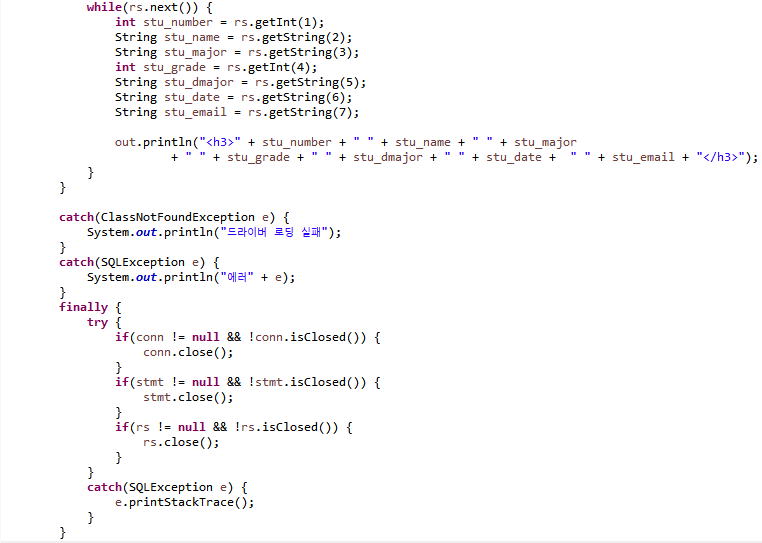 while(rs.next()) {
int stu_number = rs.getInt(1);
String stu_name = rs.getString(2);
String stu_major = rs.getString(3);
int stu_grade = rs.getInt(4);
String stu_dmajor = rs.getString(5);
String stu_date = rs.getString(6);
String stu_email = rs.getString(7);
out.println("<h3>" + stu_number + " " + stu_name + " " + stu_major
+ " " + stu_grade + " " + stu_dmajor + " " + stu_date +  " " + stu_email + "</h3>");
}
}
catch(ClassNotFoundException e) {
System.out.println("드라이버 로딩 실패");
}
catch(SQLException e) {
System.out.println("에러" + e);
}
finally {
try {
if(conn != null && !conn.isClosed()) {
conn.close();
}
if(stmt != null && !stmt.isClosed()) {
stmt.close();
}
if(rs != null && !rs.isClosed()) {
rs.close();
}
}
catch(SQLException e) {
e.printStackTrace();
}
}